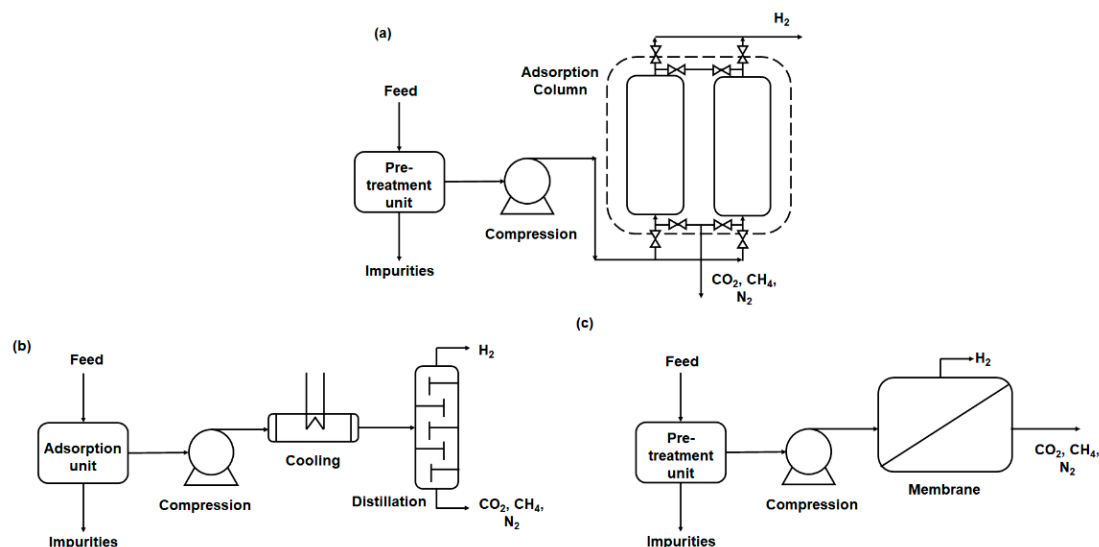 (a)
H₂
Adsorption
Column
Feed
Pre-
treatment
unit
Compression
Impurities
CO₂, CH₄,
N₂
(b)
Feed
H₂
Adsorption
unit
Cooling
Compression
Distillation
CO₂, CH₄,
N₂
Impurities
(c)
Feed
H₂
Pre-
treatment
unit
CO₂, CH₄,
N₂
Compression
Membrane
Impurities